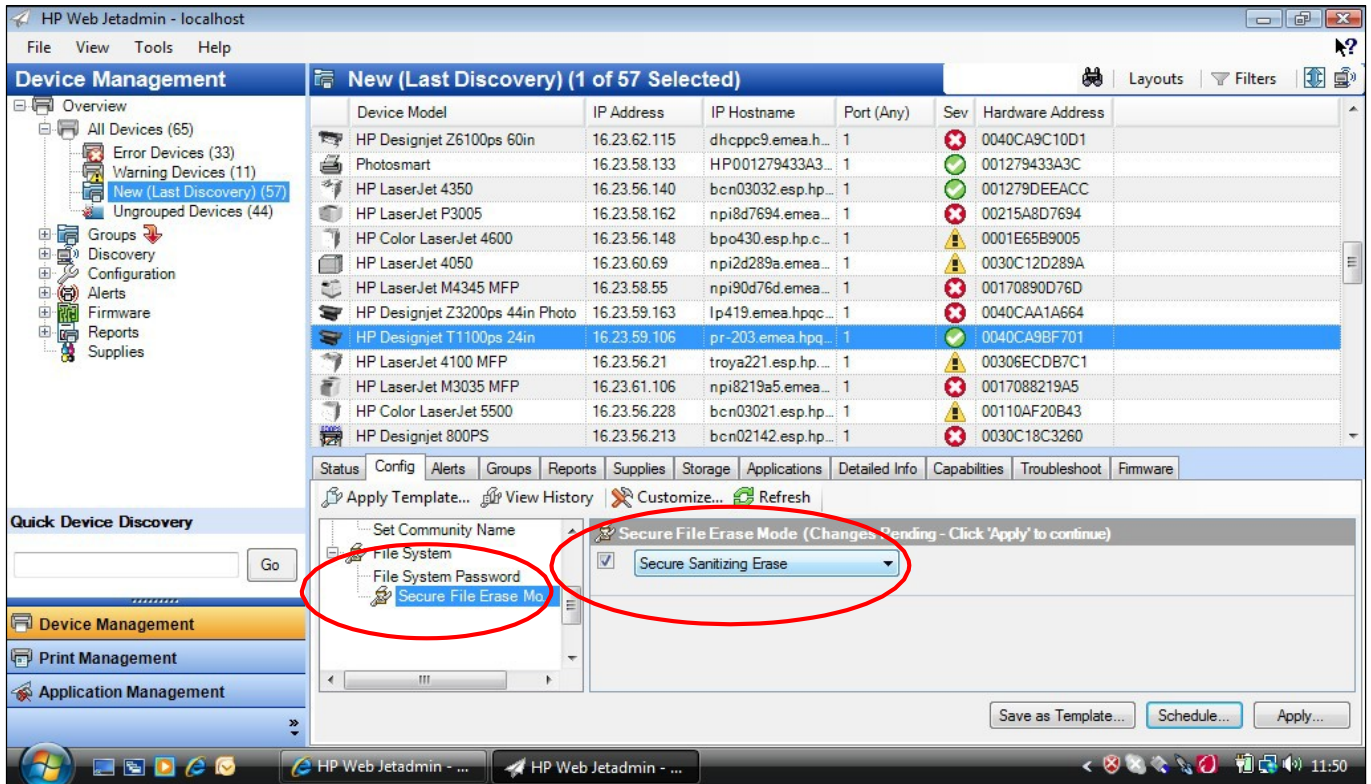 HP Web Jetadmin - localhost
File View Tools Help
Device Management
New (Last Discovery) (1 of 57 Selected)
Layouts Filters
Overview
All Devices (65)
Error Devices (33)
Warning Devices (11)
New (Last Discovery) (57)
Ungrouped Devices (44)
Groups
Discovery
Configuration
Alerts
Firmware
Reports
Supplies
Device Model IP Address IP Hostname Port (Any) Sev Hardware Address
HP Designjet Z6100ps 60in 16.23.62.115 dhcppc9.emea.h... 1 0040CA9C10D1
Photosmart 16.23.58.133 HP001279433A3... 1 001279433A3C
HP LaserJet 4350 16.23.56.140 bcn03032.esp.hp... 1 001279DEEACC
HP LaserJet P3005 16.23.58.162 npi8d7694.emea... 1 00215A8D7694
HP Color LaserJet 4600 16.23.56.148 bpo430.esp.hp.c... 1 0001E65B9005
HP LaserJet 4050 16.23.60.69 npi2d289a.emea... 1 0030C12D289A
HP LaserJet M4345 MFP 16.23.58.55 npi90d76d.emea... 1 00170890D76D
HP Designjet Z3200ps 44in Photo 16.23.59.163 lp419.emea.hpqc... 1 0040CAA1A664
HP Designjet T1100ps 24in 16.23.59.106 pr-203.emea.hpq... 1 0040CA9BF701
HP LaserJet 4100 MFP 16.23.56.21 troya221.esp.hp.... 1 00306ECDB7C1
HP LaserJet M3035 MFP 16.23.61.106 npi8219a5.emea... 1 0017088219A5
HP Color LaserJet 5500 16.23.56.228 bcn03021.esp.hp... 1 00110AF20B43
HP Designjet 800PS 16.23.56.213 bcn02142.esp.hp... 1 0030C18C3260
Status Config Alerts Groups Reports Supplies Storage Applications Detailed Info Capabilities Troubleshoot Firmware
Apply Template... View History Customize... Refresh
Set Community Name
File System
File System Password
Secure File Erase Mo
Secure File Erase Mode (Changes Pending - Click 'Apply' to continue)
Secure Sanitizing Erase
Quick Device Discovery
Go
Device Management
Print Management
Application Management
Save as Template... Schedule... Apply...
HP Web Jetadmin - ... HP Web Jetadmin - ... 11:50